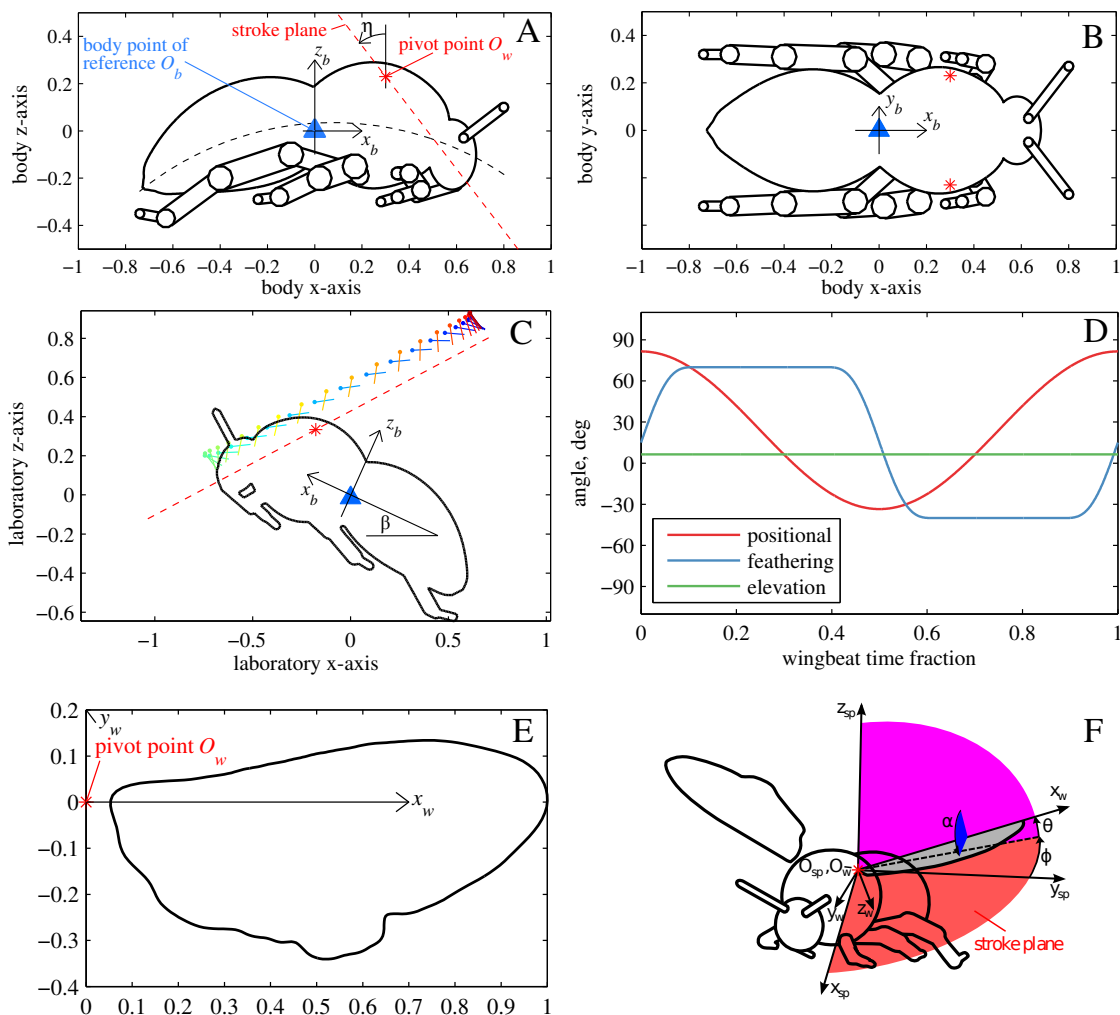 A
stroke plane
η
body point of
reference O_b
pivot point O_w
z_b
x_b
0.4
0.2
0
−0.2
−0.4
body z-axis
−1 −0.8 −0.6 −0.4 −0.2 0 0.2 0.4 0.6 0.8 1
body x-axis
B
y_b
x_b
0.4
0.2
0
−0.2
−0.4
body y-axis
−1 −0.8 −0.6 −0.4 −0.2 0 0.2 0.4 0.6 0.8 1
body x-axis
C
z_b
x_b
β
0.8
0.6
0.4
0.2
0
−0.2
−0.4
−0.6
laboratory z-axis
−1 −0.5 0 0.5 1
laboratory x-axis
D
90
60
30
0
−30
−60
−90
angle, deg
positional
feathering
elevation
0 0.2 0.4 0.6 0.8 1
wingbeat time fraction
E
y_w
pivot point O_w
x_w
0.2
0.1
0
−0.1
−0.2
−0.3
−0.4
0 0.1 0.2 0.3 0.4 0.5 0.6 0.7 0.8 0.9 1
F
z_sp
x_w
α
θ
ϕ
O_sp,O_w
y_sp
y_w
z_w
stroke plane
x_sp